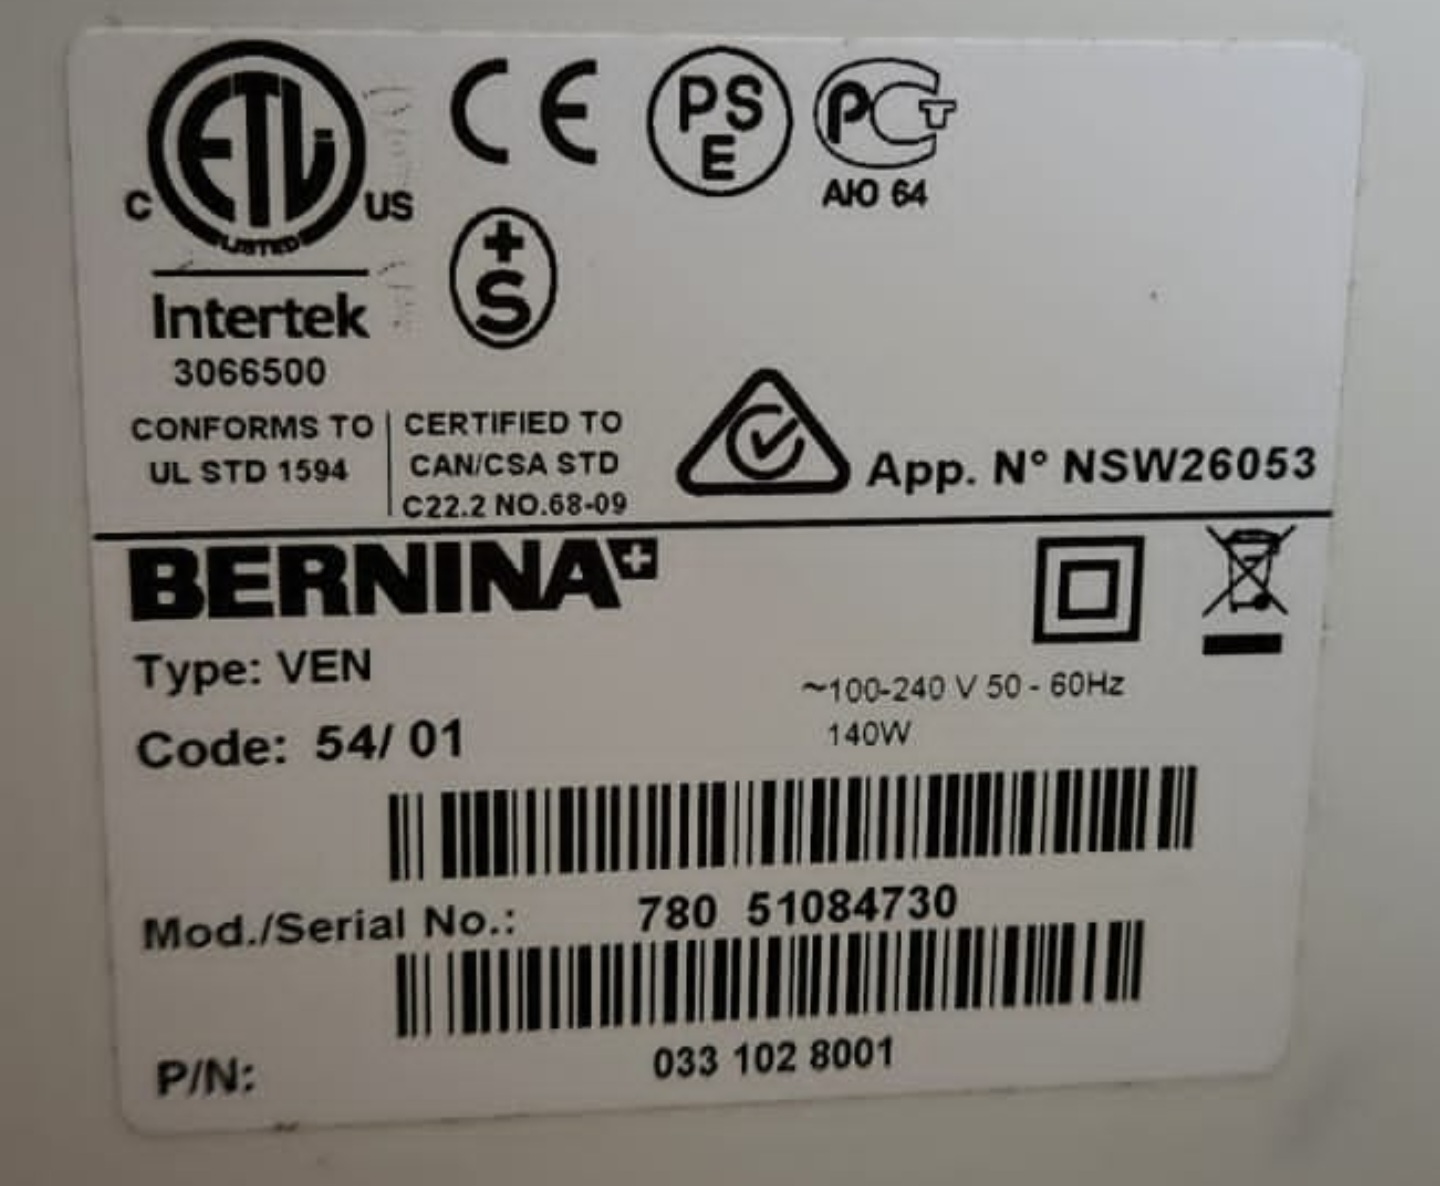 ETL
C US
LISTED
CE
PS
E
PCT
АЮ 64
+
S
Intertek
3066500
CONFORMS TO
UL STD 1594
CERTIFIED TO
CAN/CSA STD
C22.2 NO.68-09
App. N° NSW26053
BERNINA+
Type: VEN
~100-240 V 50 - 60Hz
Code: 54/ 01
140W
Mod./Serial No.: 780 51084730
P/N: 033 102 8001